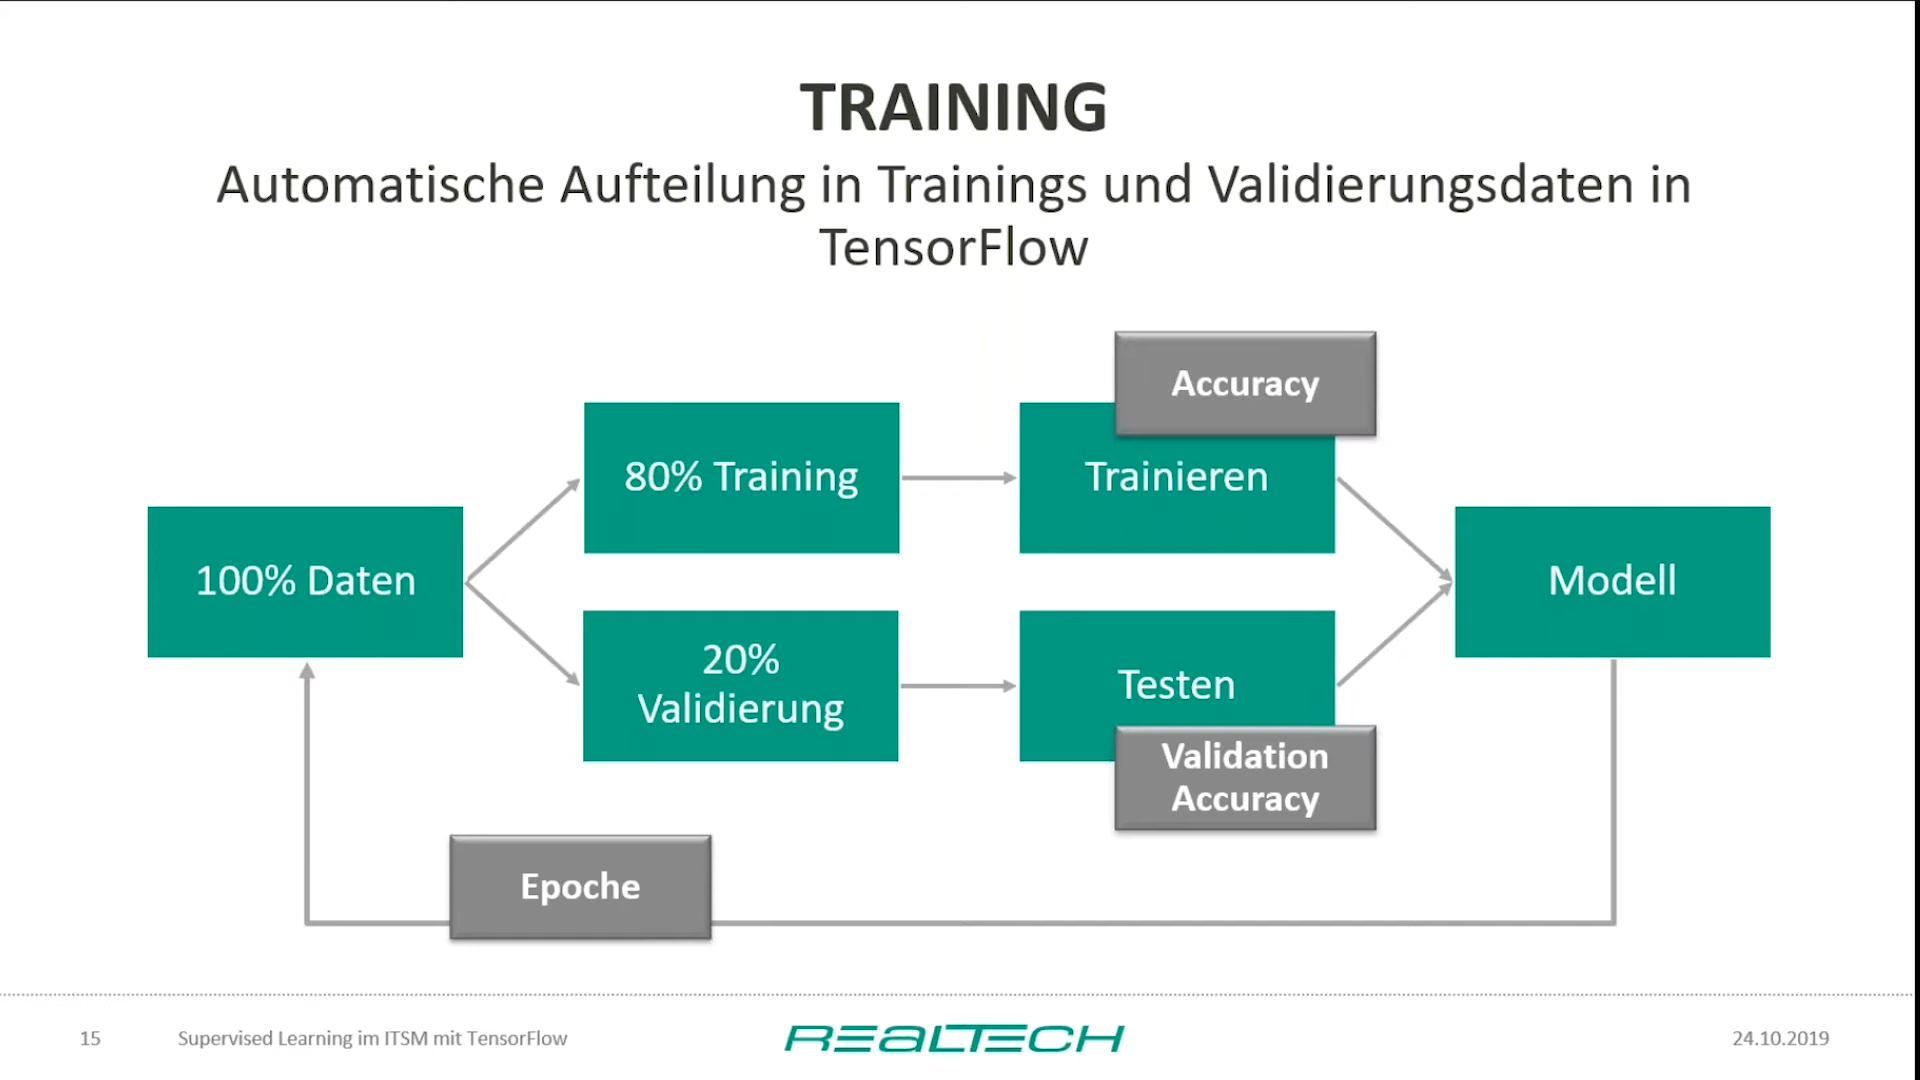 TRAINING
Automatische Aufteilung in Trainings und Validierungsdaten in
TensorFlow
Accuracy
80% Training
Trainieren
100% Daten
Modell
20%
Validierung
Testen
Validation
Accuracy
Epoche
15
Supervised Learning im ITSM mit TensorFlow
REALTECH
24.10.2019